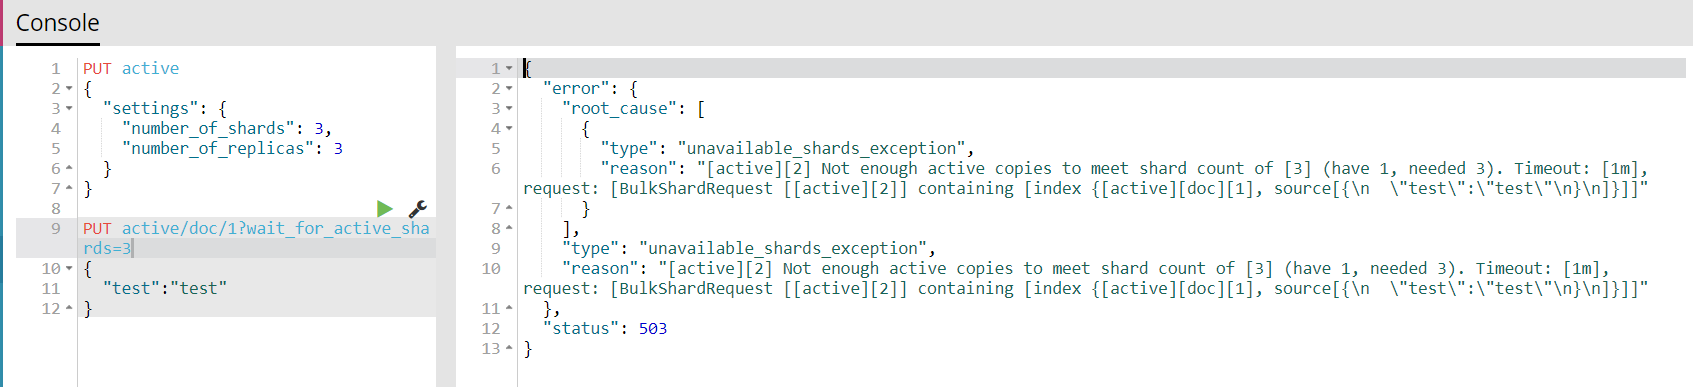 Console
1 PUT active
2 {
3 "settings": {
4 "number_of_shards": 3,
5 "number_of_replicas": 3
6 }
7 }
8
9 PUT active/doc/1?wait_for_active_sha
rds=3
10 {
11 "test":"test"
12 }
1 {
2 "error": {
3 "root_cause": [
4 {
5 "type": "unavailable_shards_exception",
6 "reason": "[active][2] Not enough active copies to meet shard count of [3] (have 1, needed 3). Timeout: [1m],
request: [BulkShardRequest [[active][2]] containing [index {[active][doc][1], source[{\n  \"test\":\"test\"\n}\n]}]]"
7 }
8 ],
9 "type": "unavailable_shards_exception",
10 "reason": "[active][2] Not enough active copies to meet shard count of [3] (have 1, needed 3). Timeout: [1m],
request: [BulkShardRequest [[active][2]] containing [index {[active][doc][1], source[{\n  \"test\":\"test\"\n}\n]}]]"
11 },
12 "status": 503
13 }